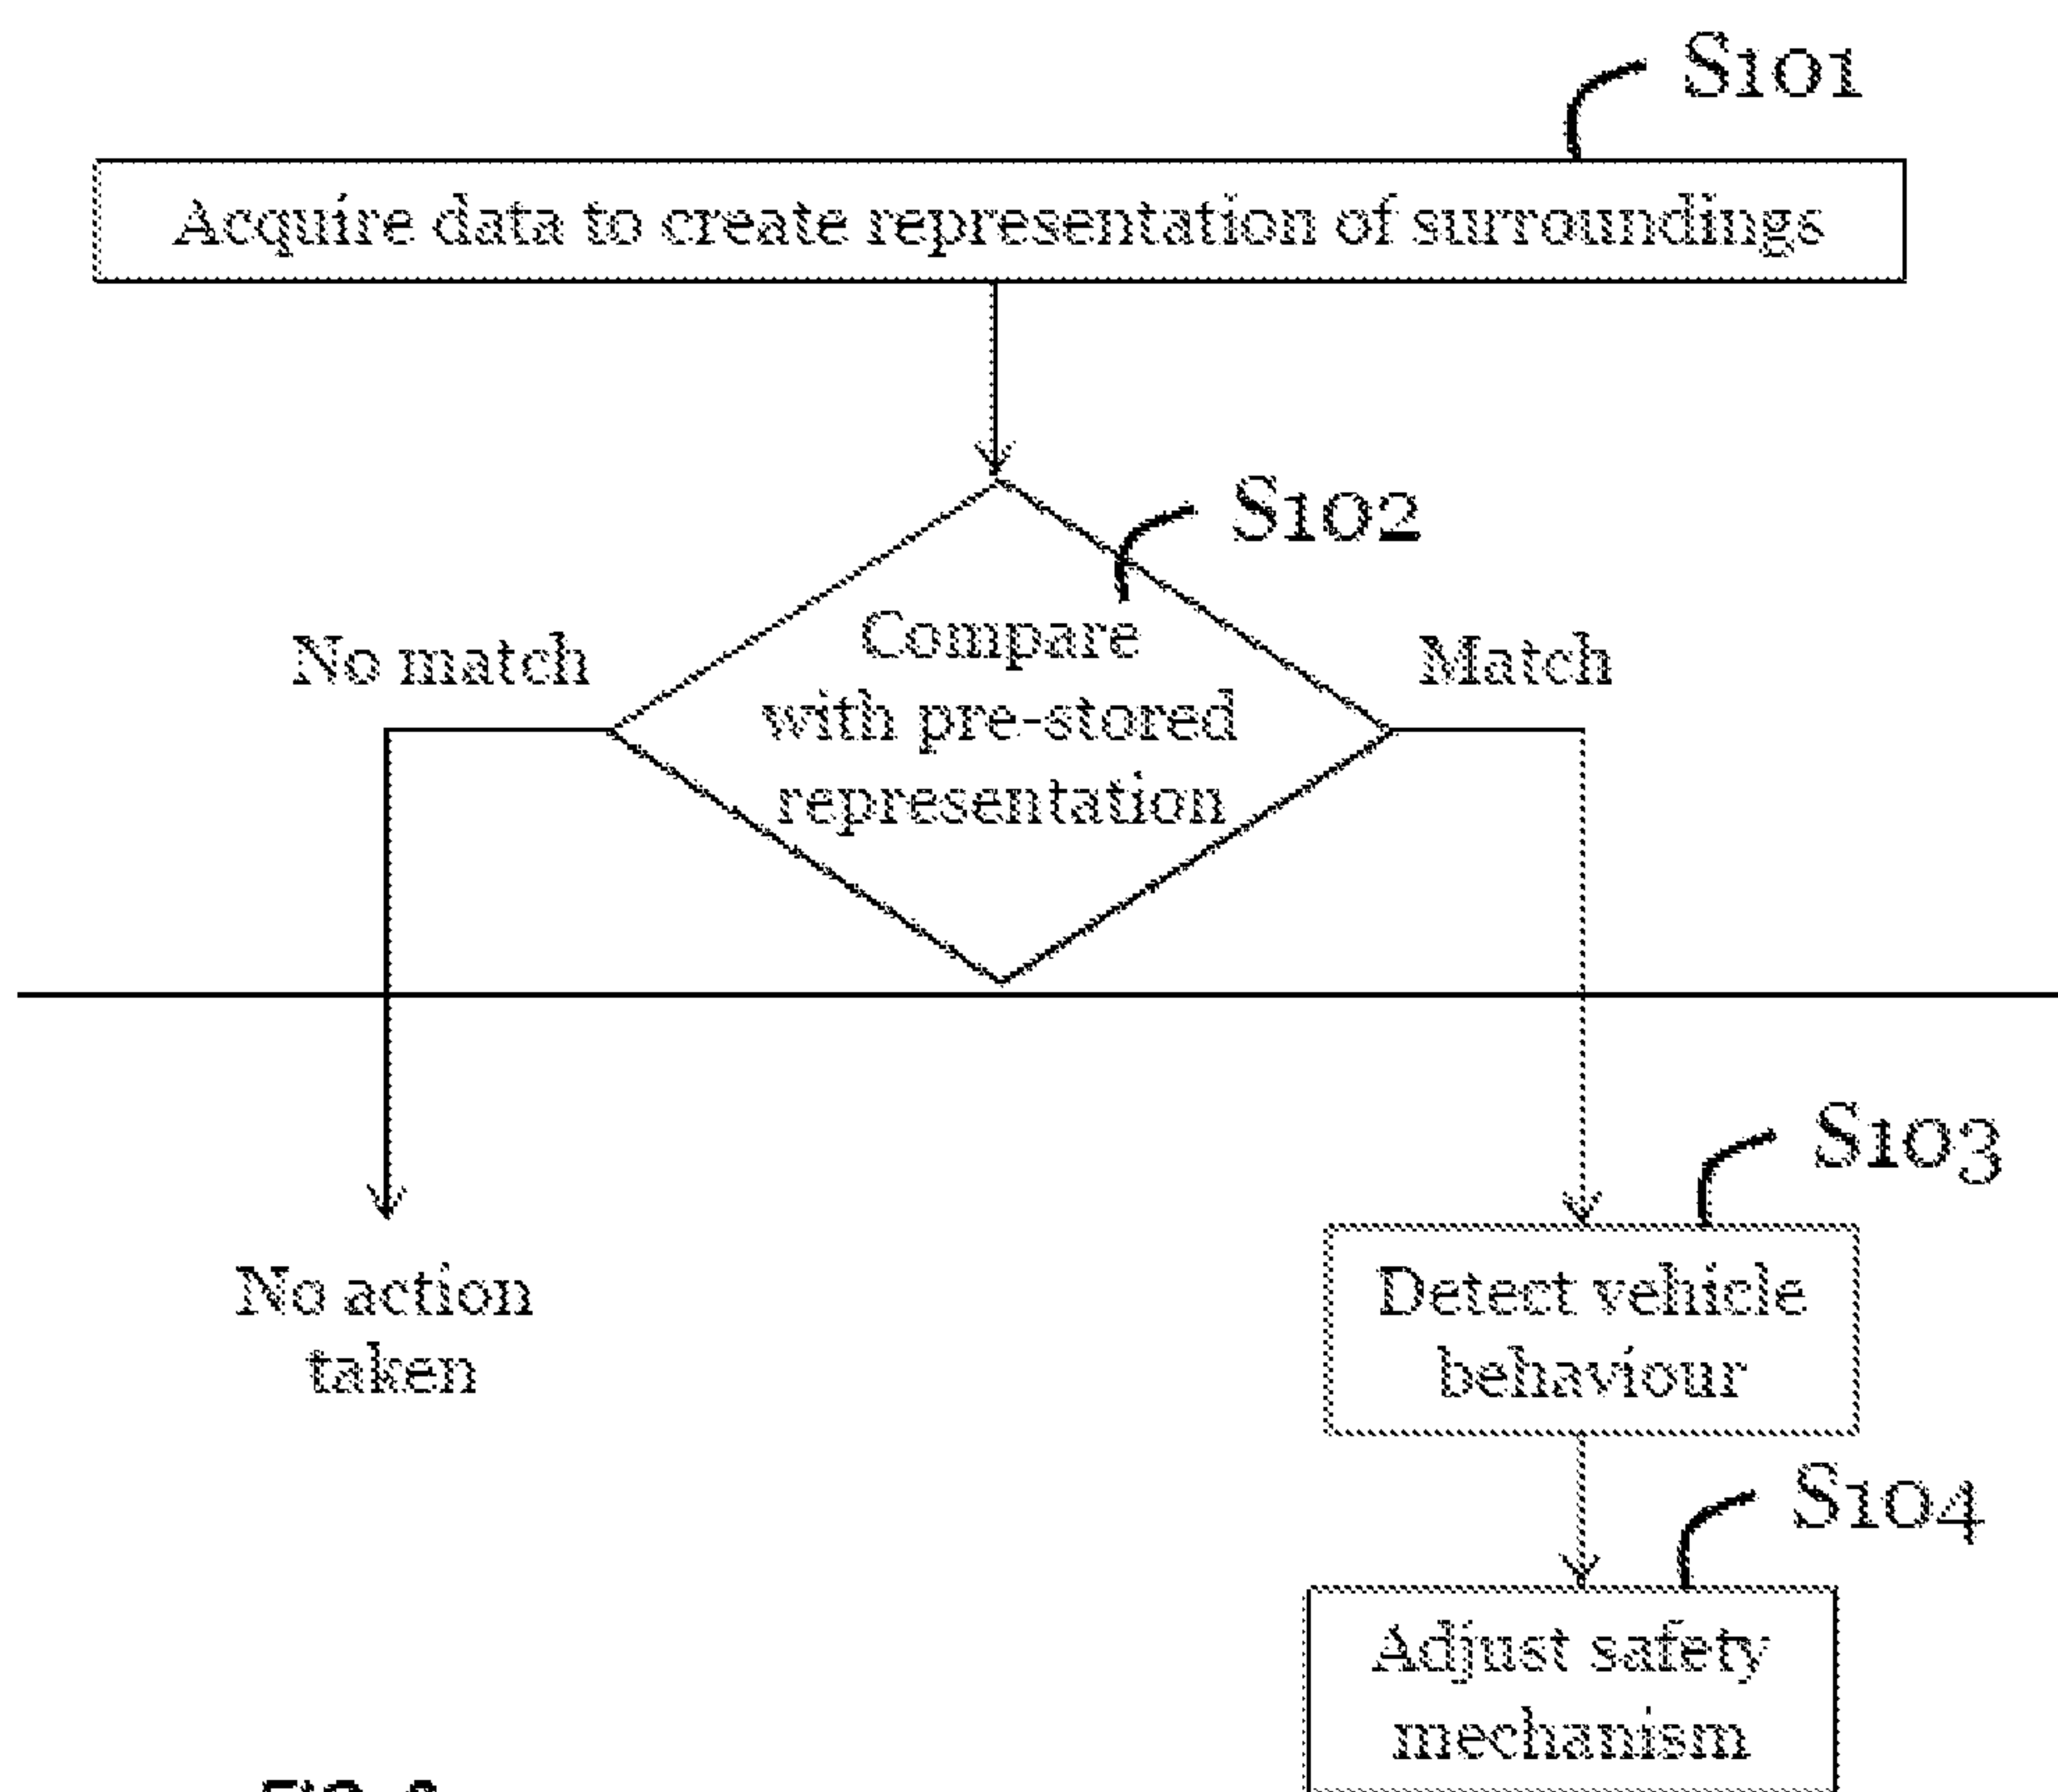 S101
Acquire data to create representation of surroundings
S102
Compare
with pre-stored
representation
No match
Match
S103
No action
taken
Detect vehicle
behaviour
S104
Adjust safety
mechanism